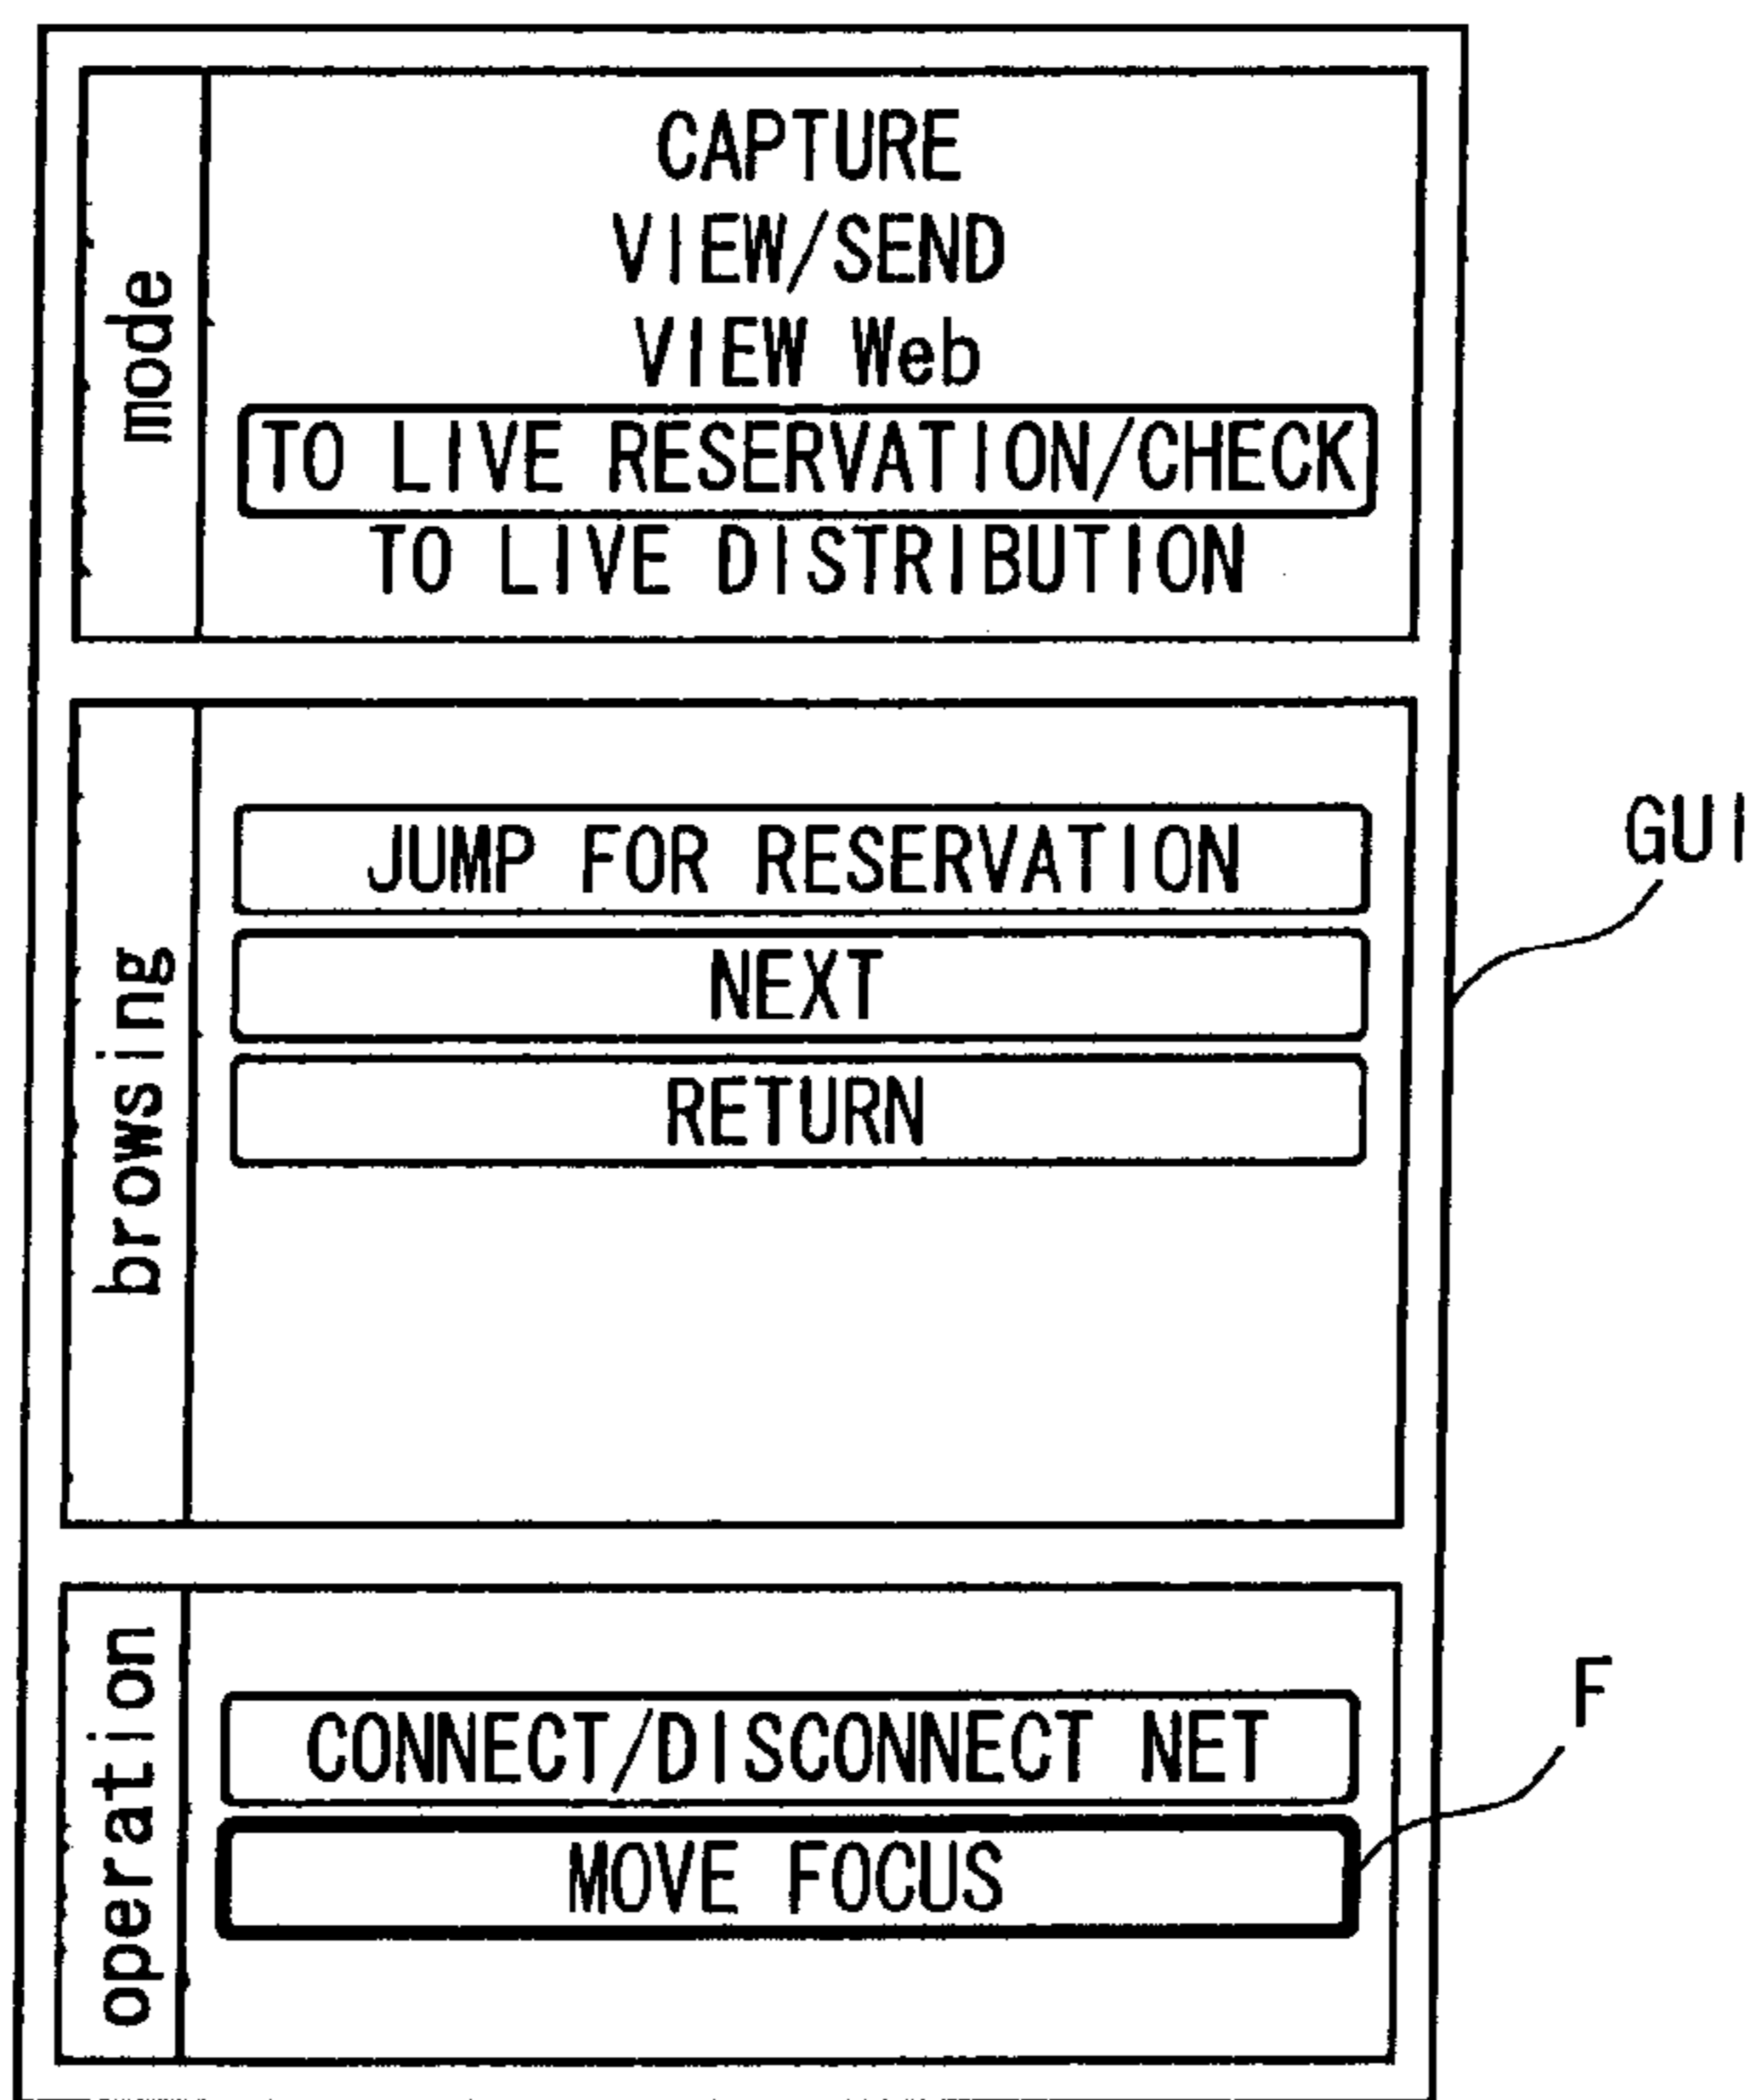 mode
CAPTURE
VIEW/SEND
VIEW Web
TO LIVE RESERVATION/CHECK
TO LIVE DISTRIBUTION
browsing
JUMP FOR RESERVATION
NEXT
RETURN
GUI
operation
CONNECT/DISCONNECT NET
MOVE FOCUS
F